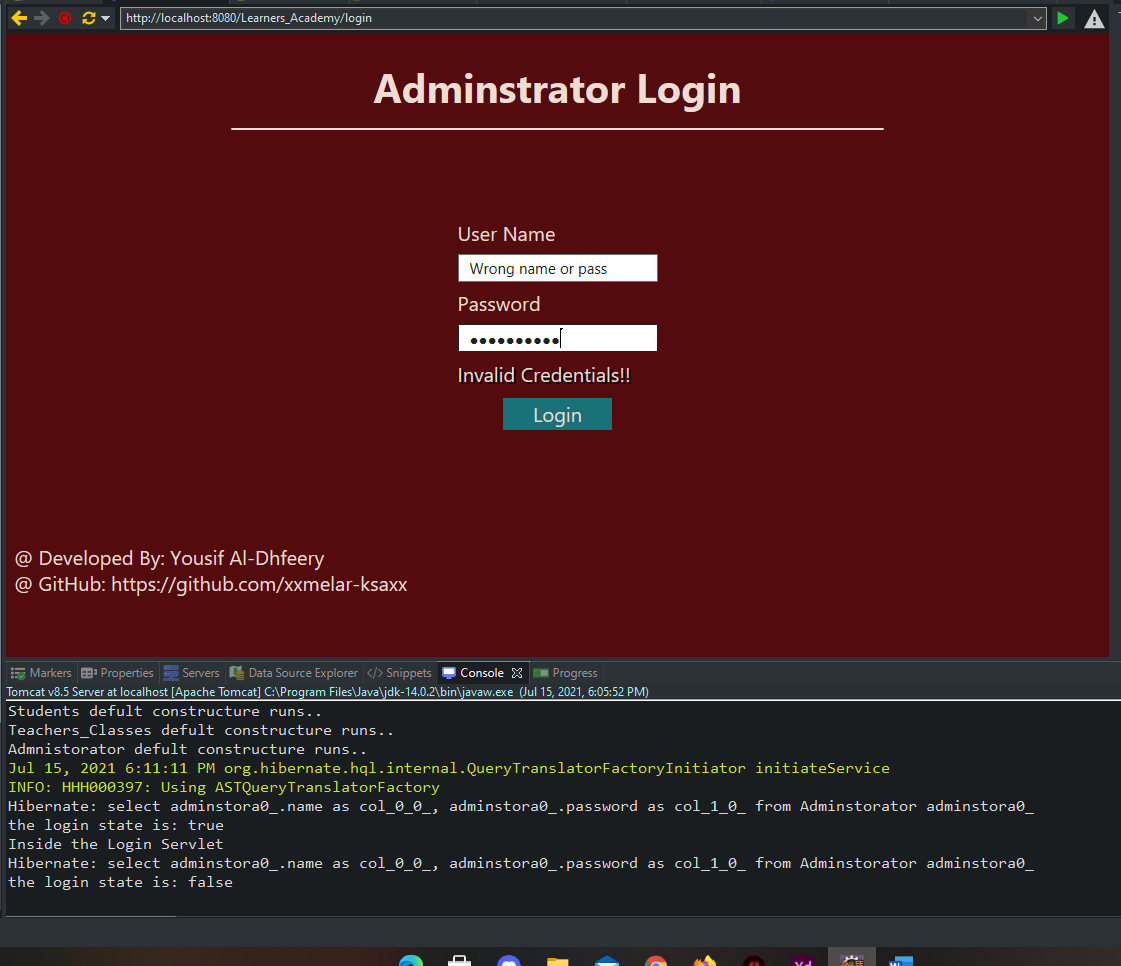 http://localhost:8080/Learners_Academy/login
Adminstrator Login
User Name
Wrong name or pass
Password
Invalid Credentials!!
Login
@ Developed By: Yousif Al-Dhfeery
@ GitHub: https://github.com/xxmelar-ksaxx
Markers Properties Servers Data Source Explorer Snippets Console Progress
Tomcat v8.5 Server at localhost [Apache Tomcat] C:\Program Files\Java\jdk-14.0.2\bin\javaw.exe (Jul 15, 2021, 6:05:52 PM)
Students defult constructure runs..
Teachers_Classes defult constructure runs..
Admnistorator defult constructure runs..
Jul 15, 2021 6:11:11 PM org.hibernate.hql.internal.QueryTranslatorFactoryInitiator initiateService
INFO: HHH000397: Using ASTQueryTranslatorFactory
Hibernate: select adminstora0_.name as col_0_0_, adminstora0_.password as col_1_0_ from Adminstorator adminstora0_
the login state is: true
Inside the Login Servlet
Hibernate: select adminstora0_.name as col_0_0_, adminstora0_.password as col_1_0_ from Adminstorator adminstora0_
the login state is: false